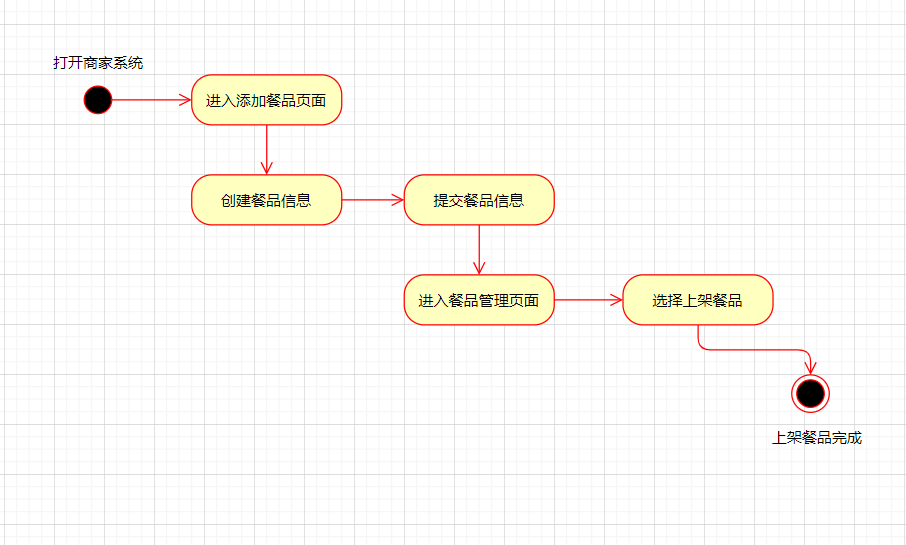 打开商家系统
进入添加餐品页面
创建餐品信息
提交餐品信息
进入餐品管理页面
选择上架餐品
上架餐品完成